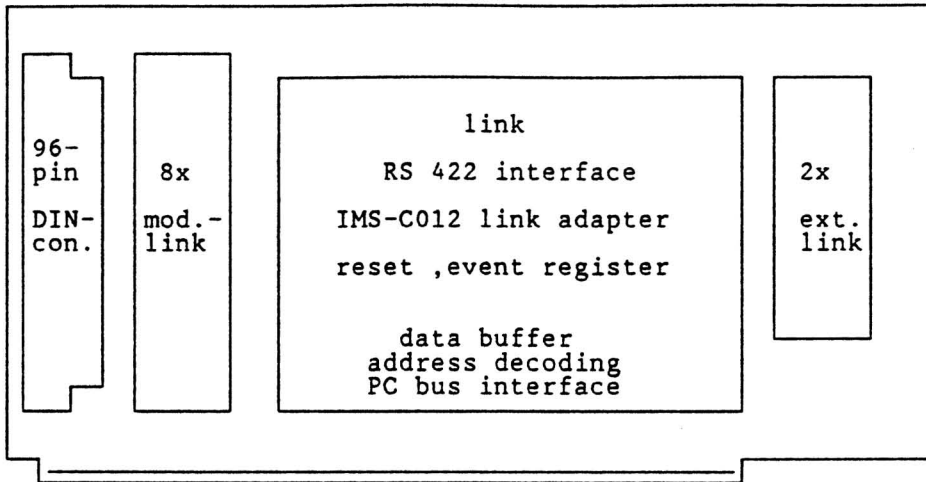 96-
pin
DIN-
con.
8x
mod.-
link
link
RS 422 interface
IMS-C012 link adapter
reset ,event register
data buffer
address decoding
PC bus interface
2x
ext.
link